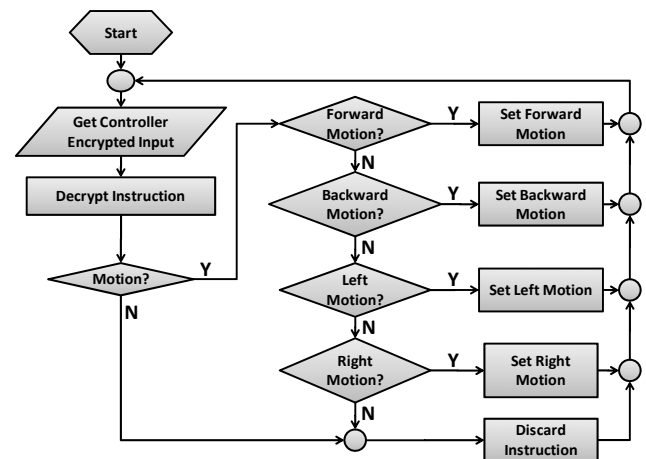 Start
Get Controller
Encrypted Input
Decrypt Instruction
Motion?
Y
N
Forward
Motion?
Y
N
Set Forward
Motion
Backward
Motion?
Y
N
Set Backward
Motion
Left
Motion?
Y
N
Set Left Motion
Right
Motion?
Y
N
Set Right
Motion
Discard
Instruction